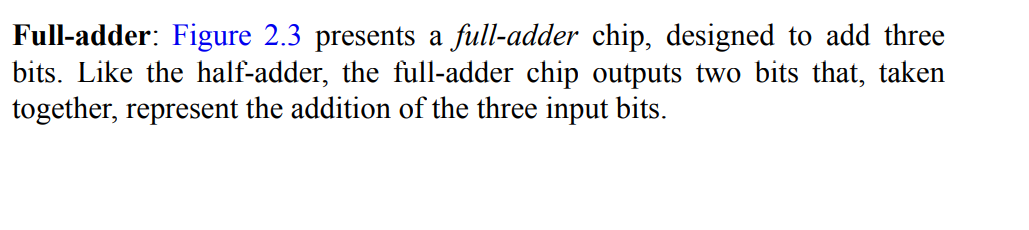 Full-adder: Figure 2.3 presents a full-adder chip, designed to add three
bits. Like the half-adder, the full-adder chip outputs two bits that, taken
together, represent the addition of the three input bits.